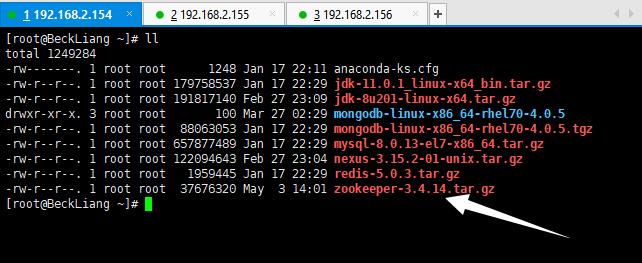 1 192.168.2.154 × 2 192.168.2.155 × 3 192.168.2.156 × +
[root@BeckLiang ~]# ll
total 1249284
-rw-------. 1 root root 1248 Jan 17 22:11 anaconda-ks.cfg
-rw-r--r--. 1 root root 179758537 Jan 17 22:29 jdk-11.0.1_linux-x64_bin.tar.gz
-rw-r--r--. 1 root root 191817140 Feb 27 23:09 jdk-8u201-linux-x64.tar.gz
drwxr-xr-x. 3 root root 100 Mar 27 02:29 mongodb-linux-x86_64-rhel70-4.0.5
-rw-r--r--. 1 root root 88063053 Jan 17 22:29 mongodb-linux-x86_64-rhel70-4.0.5.tgz
-rw-r--r--. 1 root root 657877489 Jan 17 22:29 mysql-8.0.13-el7-x86_64.tar.gz
-rw-r--r--. 1 root root 122094643 Feb 27 23:04 nexus-3.15.2-01-unix.tar.gz
-rw-r--r--. 1 root root 1959445 Jan 17 22:29 redis-5.0.3.tar.gz
-rw-r--r--. 1 root root 37676320 May 3 14:01 zookeeper-3.4.14.tar.gz
[root@BeckLiang ~]#